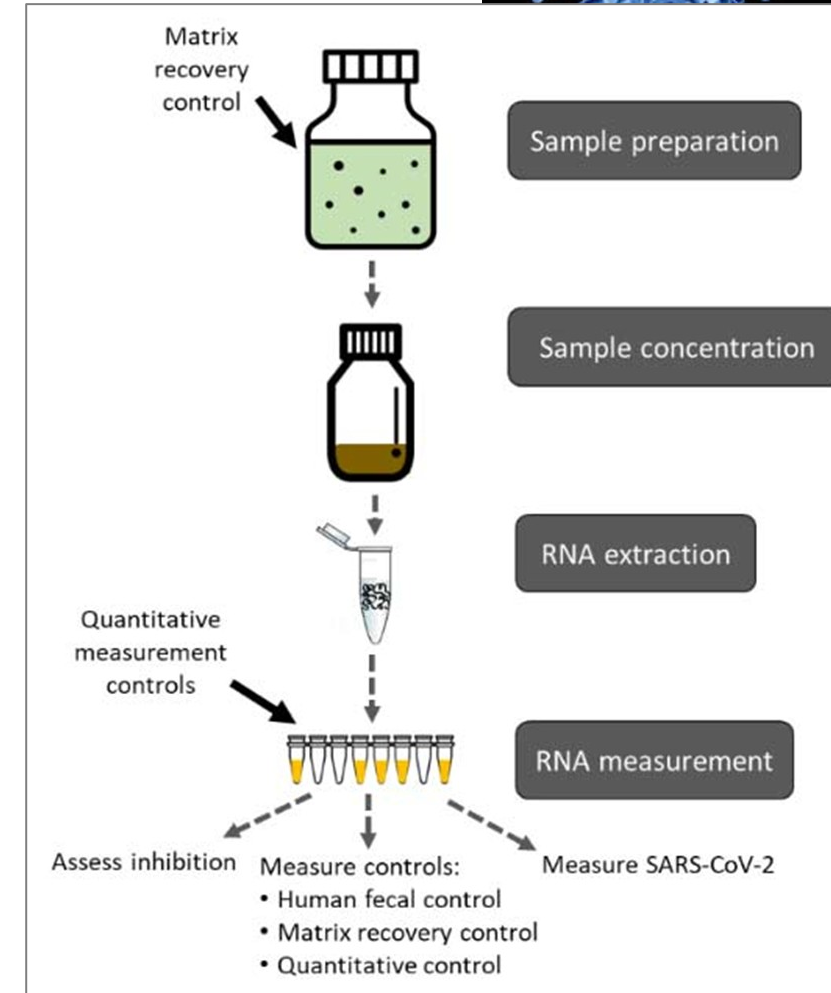 Matrix
recovery
control
Sample preparation
Sample concentration
RNA extraction
Quantitative
measurement
controls
RNA measurement
Assess inhibition
Measure controls:
• Human fecal control
• Matrix recovery control
• Quantitative control
Measure SARS-CoV-2